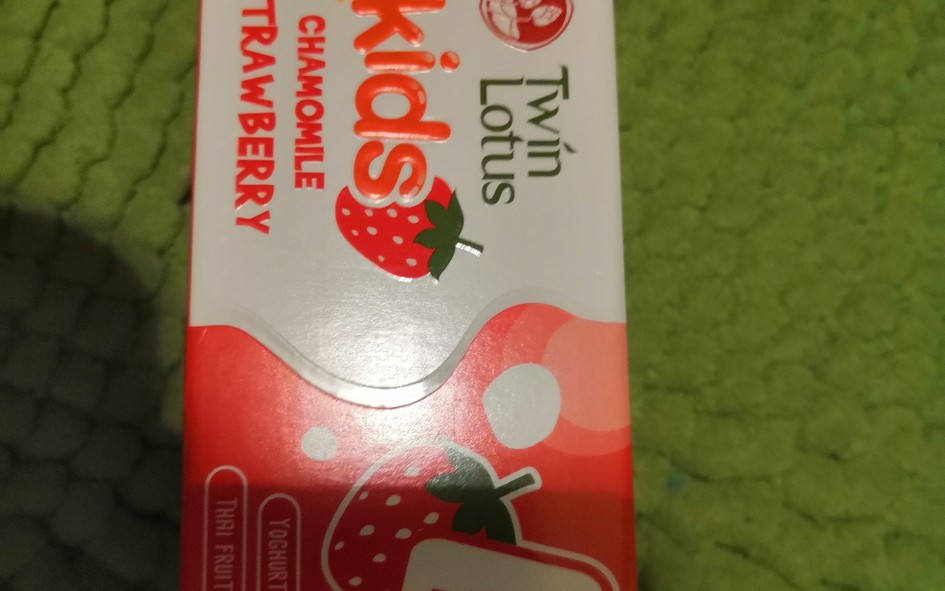 Twin
Lotus
kids
CHAMOMILE
TRAWBERRY
YOGHURT
THAI FRUIT